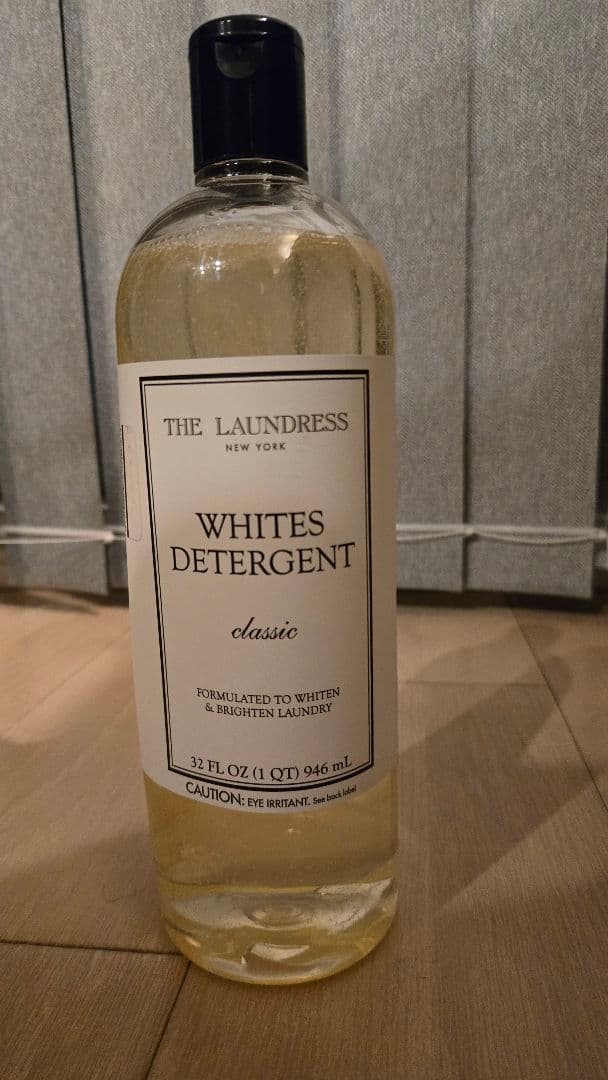 THE LAUNDRESS
NEW YORK
WHITES
DETERGENT
classic
FORMULATED TO WHITEN
& BRIGHTEN LAUNDRY
32 FL OZ (1 QT) 946 mL
CAUTION: EYE IRRITANT. See back label